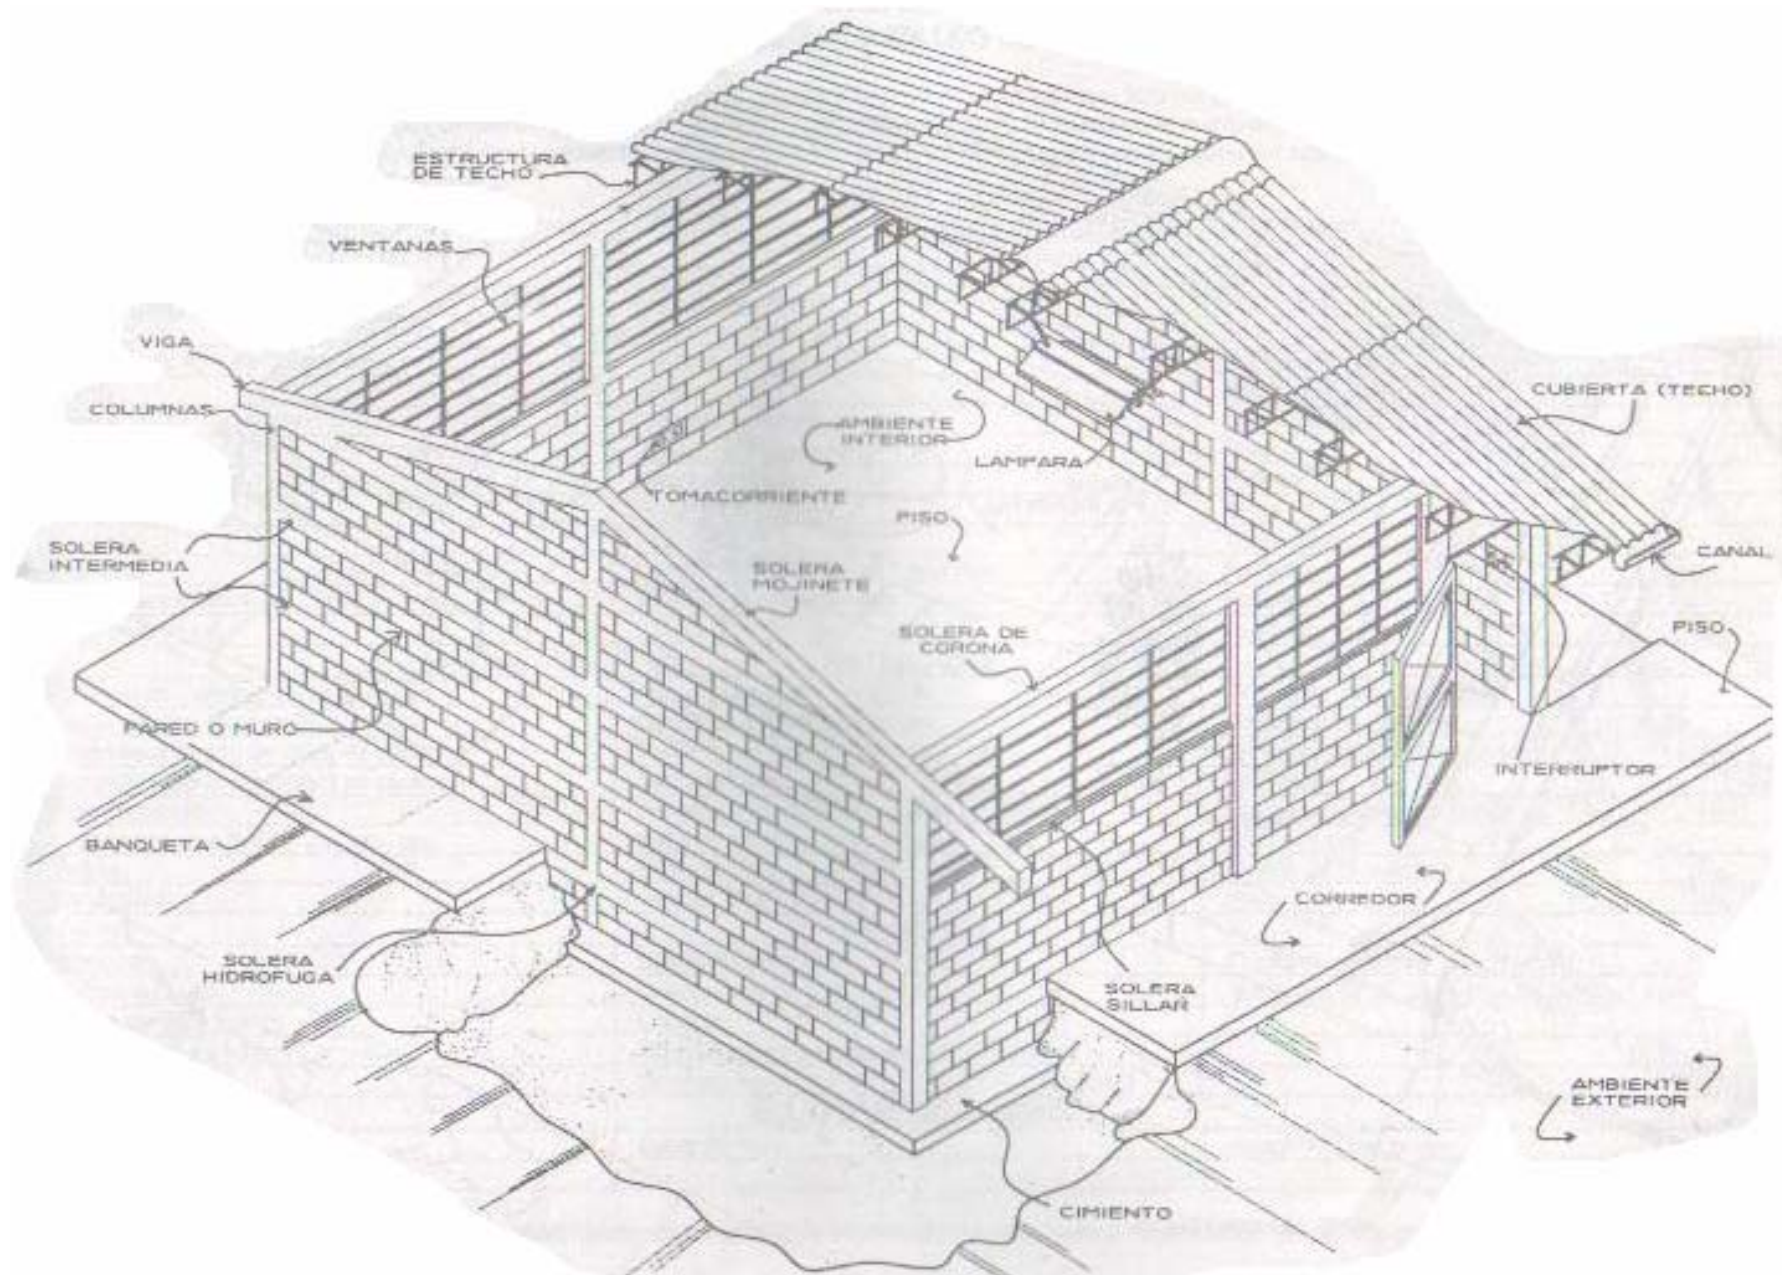 ESTRUCTURA
DE TECHO
VENTANAS
VIGA
COLUMNAS
CUBIERTA (TECHO)
AMBIENTE
INTERIOR
LAMPARA
TOMACORRIENTE
PISO
SOLERA
INTERMEDIA
CANAL
SOLERA
MOJINETE
SOLERA DE
CORONA
PISO
PARED O MURO
INTERRUPTOR
BANQUETA
CORREDOR
SOLERA
HIDROFUGA
SOLERA
SILLAR
AMBIENTE
EXTERIOR
CIMIENTO